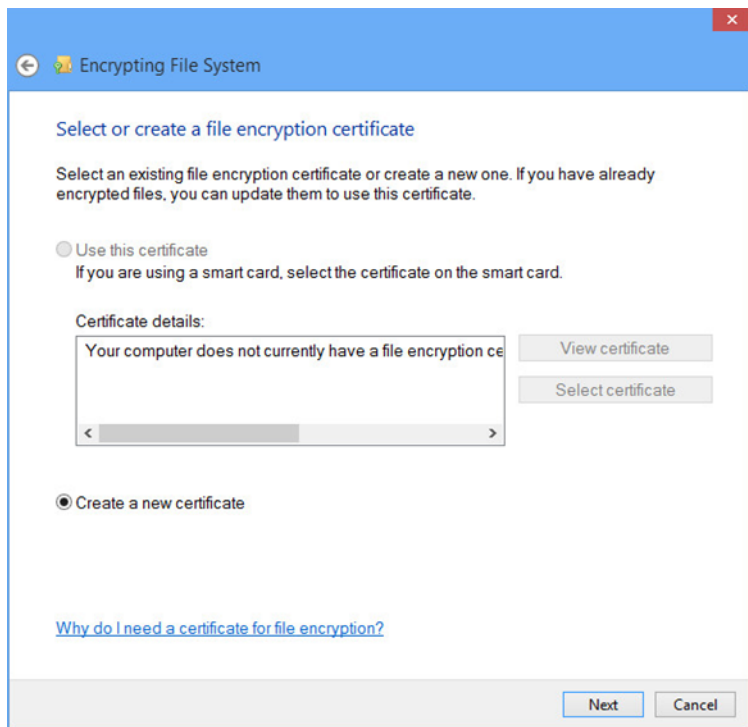 Encrypting File System
Select or create a file encryption certificate
Select an existing file encryption certificate or create a new one. If you have already
encrypted files, you can update them to use this certificate.
Use this certificate
If you are using a smart card, select the certificate on the smart card.
Certificate details:
Your computer does not currently have a file encryption ce
View certificate
Select certificate
Create a new certificate
Why do I need a certificate for file encryption?
Next
Cancel